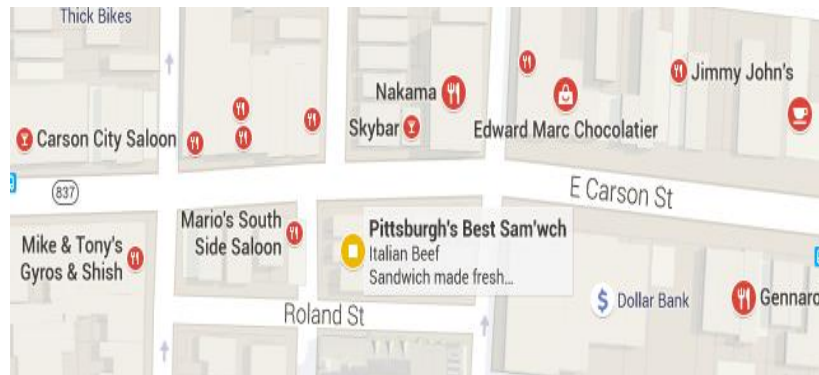 Thick Bikes
Nakama
Jimmy John's
Skybar
Edward Marc Chocolatier
Carson City Saloon
E Carson St
837
Mario's South
Side Saloon
Pittsburgh's Best Sam'wch
Italian Beef
Sandwich made fresh...
Mike & Tony's
Gyros & Shish
$ Dollar Bank
Gennaro
Roland St